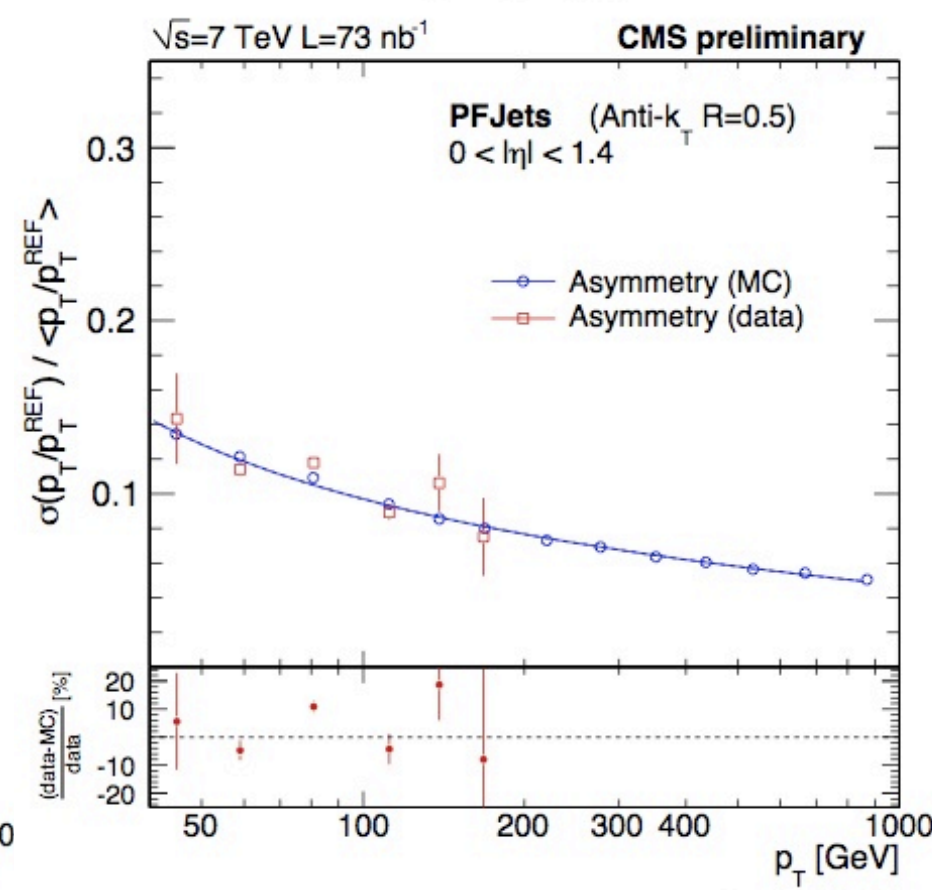 √s=7 TeV L=73 nb⁻¹ CMS preliminary
PFJets (Anti-k_T R=0.5)
0 < |η| < 1.4
Asymmetry (MC)
Asymmetry (data)
0.3
0.2
0.1
σ(p_T/p_T^REF) / <p_T/p_T^REF>
20
10
-10
-20
(data-MC)
data
[%]
0
50 100 200 300 400 1000
p_T [GeV]